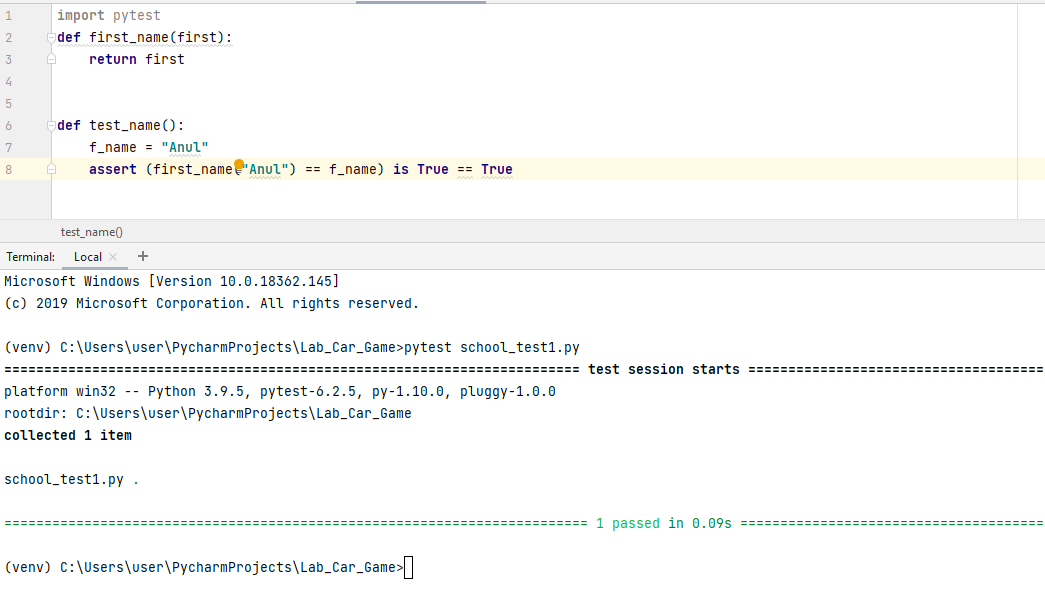 1 import pytest
2 def first_name(first):
3     return first
4
5
6 def test_name():
7     f_name = "Anul"
8     assert (first_name("Anul") == f_name) is True == True
test_name()
Terminal: Local × +
Microsoft Windows [Version 10.0.18362.145]
(c) 2019 Microsoft Corporation. All rights reserved.
(venv) C:\Users\user\PycharmProjects\Lab_Car_Game>pytest school_test1.py
======================================================================== test session starts =====================================
platform win32 -- Python 3.9.5, pytest-6.2.5, py-1.10.0, pluggy-1.0.0
rootdir: C:\Users\user\PycharmProjects\Lab_Car_Game
collected 1 item
school_test1.py .
========================================================================= 1 passed in 0.09s ======================================
(venv) C:\Users\user\PycharmProjects\Lab_Car_Game>